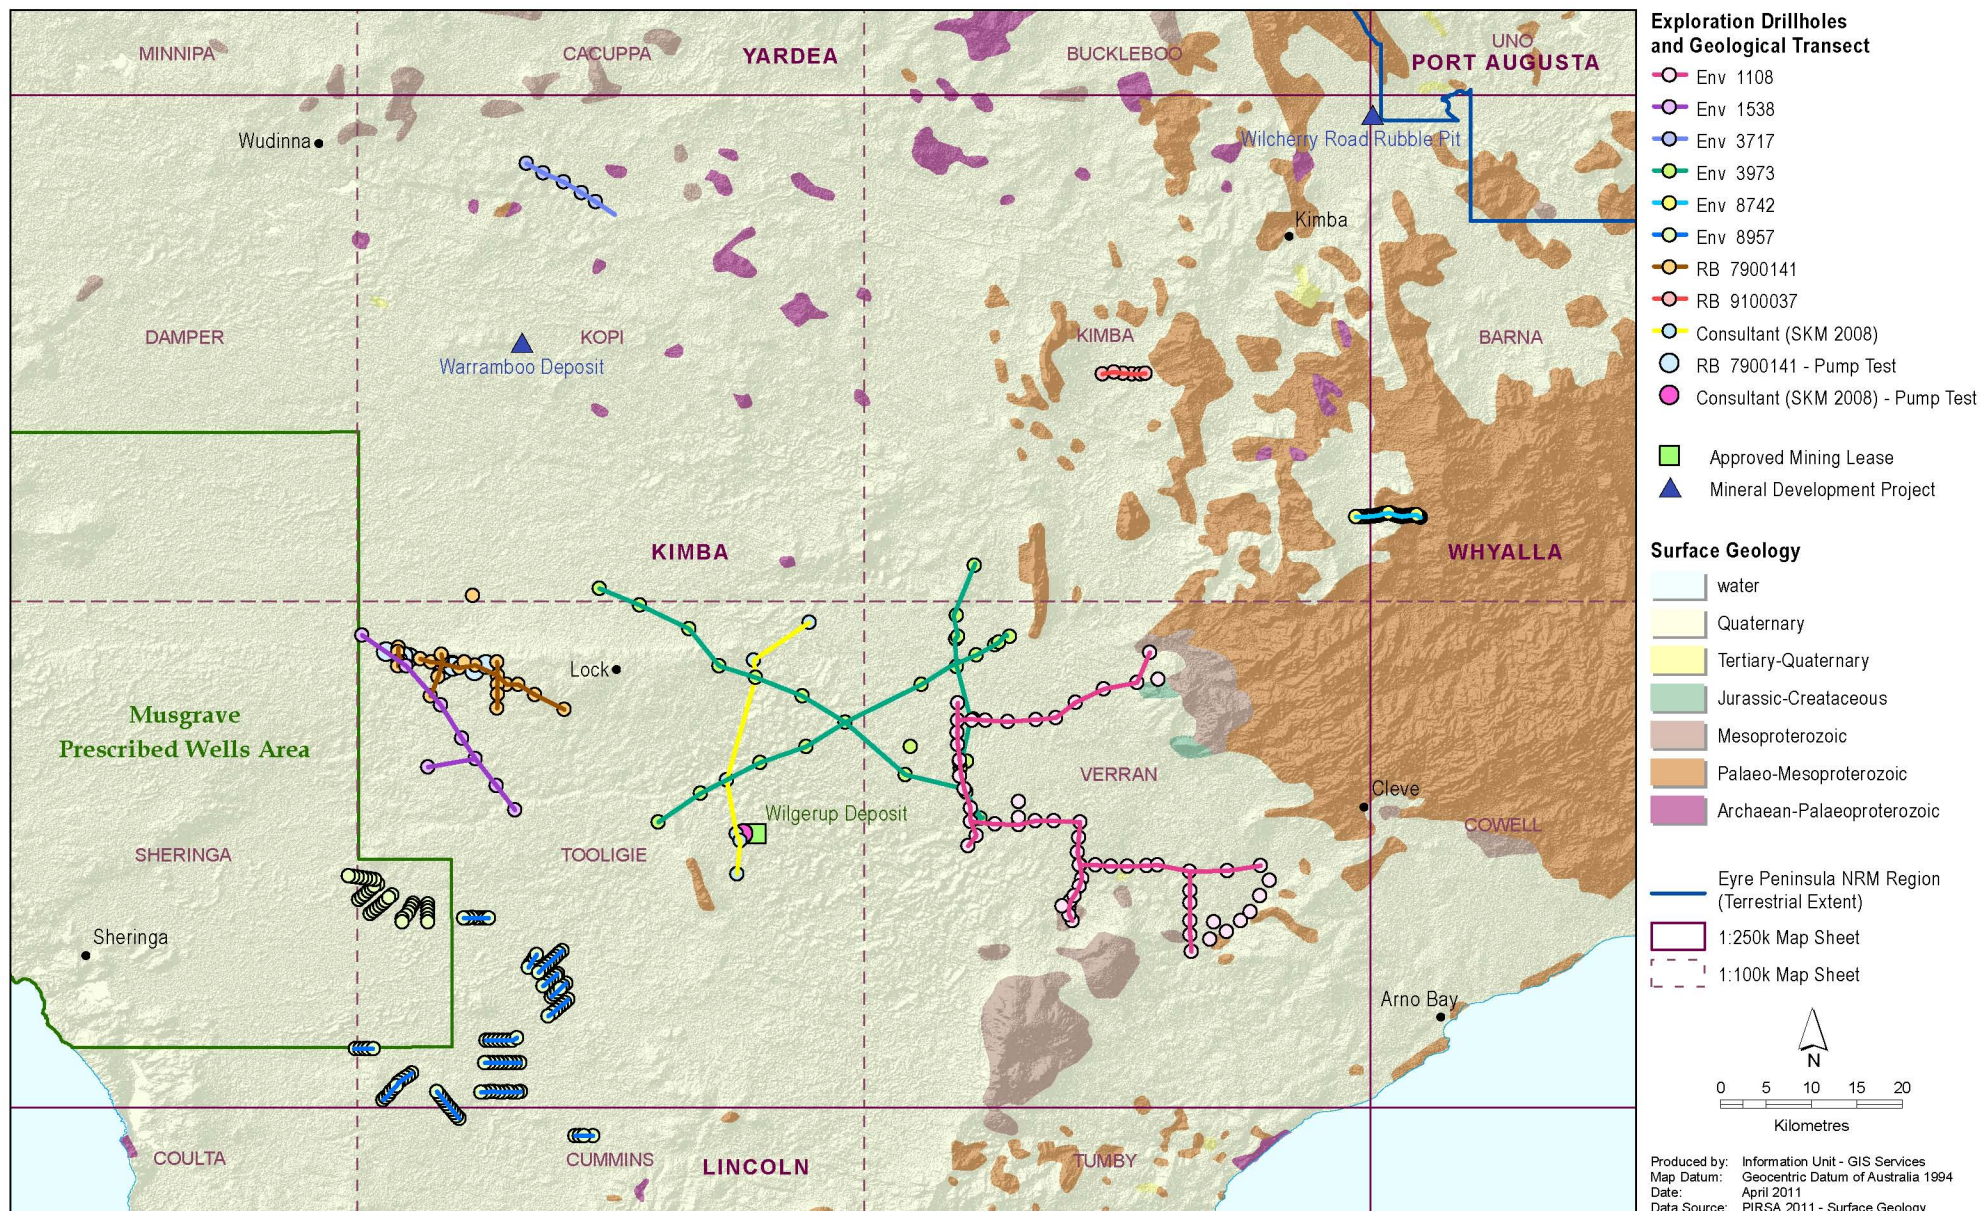 MINNIPA
CACUPPA
YARDEA
BUCKLEBOO
UNO
PORT AUGUSTA
Wudinna
Wilcherry Road Rubble Pit
Kimba
DAMPER
KOPI
KIMBA
BARNA
Warramboo Deposit
KIMBA
WHYALLA
Lock
Musgrave
Prescribed Wells Area
VERRAN
Cleve
Wilgerup Deposit
COWELL
SHERINGA
TOOLIGIE
Sheringa
Arno Bay
COULTA
CUMMINS
LINCOLN
TUMBY
Exploration Drillholes
and Geological Transect
Env 1108
Env 1538
Env 3717
Env 3973
Env 8742
Env 8957
RB 7900141
RB 9100037
Consultant (SKM 2008)
RB 7900141 - Pump Test
Consultant (SKM 2008) - Pump Test
Approved Mining Lease
Mineral Development Project
Surface Geology
water
Quaternary
Tertiary-Quaternary
Jurassic-Creataceous
Mesoproterozoic
Palaeo-Mesoproterozoic
Archaean-Palaeoproterozoic
Eyre Peninsula NRM Region
(Terrestrial Extent)
1:250k Map Sheet
1:100k Map Sheet
N
0 5 10 15 20
Kilometres
Produced by: Information Unit - GIS Services
Map Datum: Geocentric Datum of Australia 1994
Date: April 2011
Data Source: PIRSA 2011 - Surface Geology